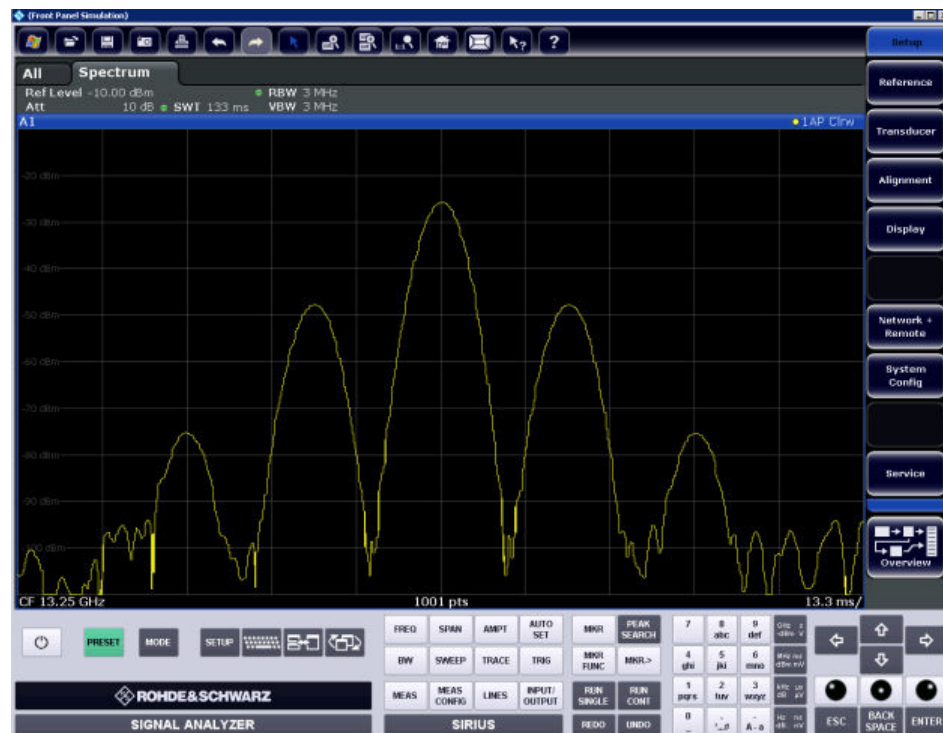 (Front Panel Simulation)
All Spectrum
Ref Level -10.00 dBm RBW 3 MHz
Att 10 dB SWT 133 ms VBW 3 MHz
A1 1AP Clrw
-20 dBm
-30 dBm
-40 dBm
-50 dBm
-60 dBm
-70 dBm
-80 dBm
-90 dBm
-100 dBm
CF 13.25 GHz 1001 pts 13.3 ms/
Setup
Reference
Transducer
Alignment
Display
Network +
Remote
System
Config
Service
Overview
PRESET MODE SETUP
ROHDE&SCHWARZ
SIGNAL ANALYZER
FREQ SPAN AMPT AUTO
SET
BW SWEEP TRACE TRIG
MEAS MEAS
CONFIG LINES INPUT/
OUTPUT
SIRIUS
MKR PEAK
SEARCH
MKR
FUNC MKR->
RUN
SINGLE RUN
CONT
REDO UNDO
7 8 9
abc def
4 5 6
ghi jkl mno
1 2 3
pqrs tuv wxyz
0 . -
A-a
ESC BACK
SPACE ENTER